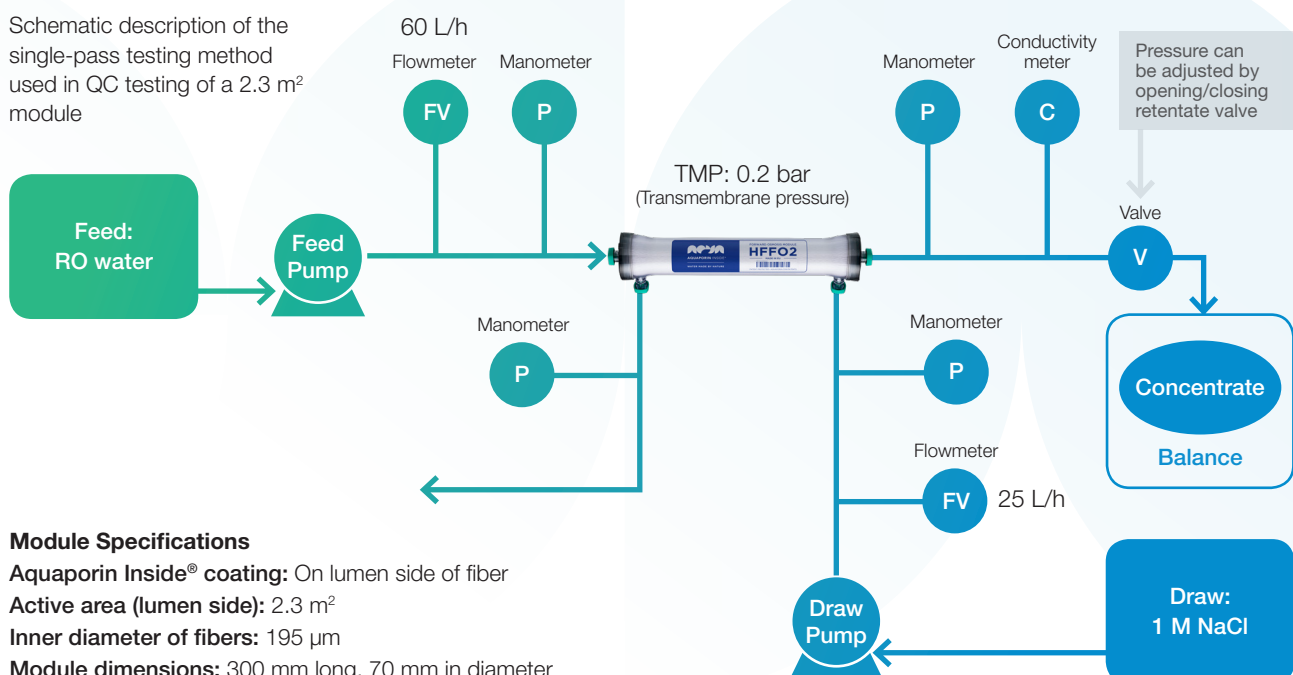 Schematic description of the
single-pass testing method
used in QC testing of a 2.3 m²
module
60 L/h
Flowmeter
Manometer
FV
P
Manometer
Conductivity
meter
P
C
Pressure can
be adjusted by
opening/closing
retentate valve
TMP: 0.2 bar
(Transmembrane pressure)
Feed:
RO water
Feed
Pump
AQUAPORIN INSIDE
HFFO2
Valve
V
Manometer
P
Manometer
P
Concentrate
Balance
Flowmeter
FV
25 L/h
Draw
Pump
Draw:
1 M NaCl
Module Specifications
Aquaporin Inside® coating: On lumen side of fiber
Active area (lumen side): 2.3 m²
Inner diameter of fibers: 195 µm
Module dimensions: 300 mm long, 70 mm in diameter